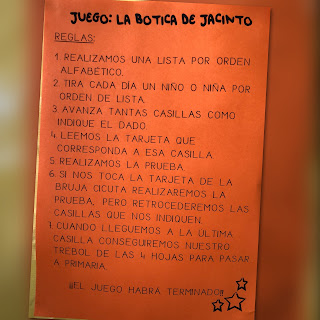 JUEGO: LA BOTICA DE JACINTO
REGLAS:
1. REALIZAMOS UNA LISTA POR ORDEN
ALFABÉTICO.
2. TIRA CADA DÍA UN NIÑO O NIÑA POR
ORDEN DE LISTA.
3. AVANZA TANTAS CASILLAS COMO
INDIQUE EL DADO.
4. LEEMOS LA TARJETA QUE
CORRESPONDA A ESA CASILLA.
5. REALIZAMOS LA PRUEBA.
6. SI NOS TOCA LA TARJETA DE LA
BRUJA CICUTA REALIZAREMOS LA
PRUEBA, PERO RETROCEDEREMOS LAS
CASILLAS QUE NOS INDIQUEN.
7. CUANDO LLEGUEMOS A LA ULTIMA
CASILLA CONSEGUIREMOS NUESTRO
TREBOL DE LAS 4 HOJAS PARA PASAR
A PRIMARIA.
¡¡EL JUEGO HABRÁ TERMINADO!!